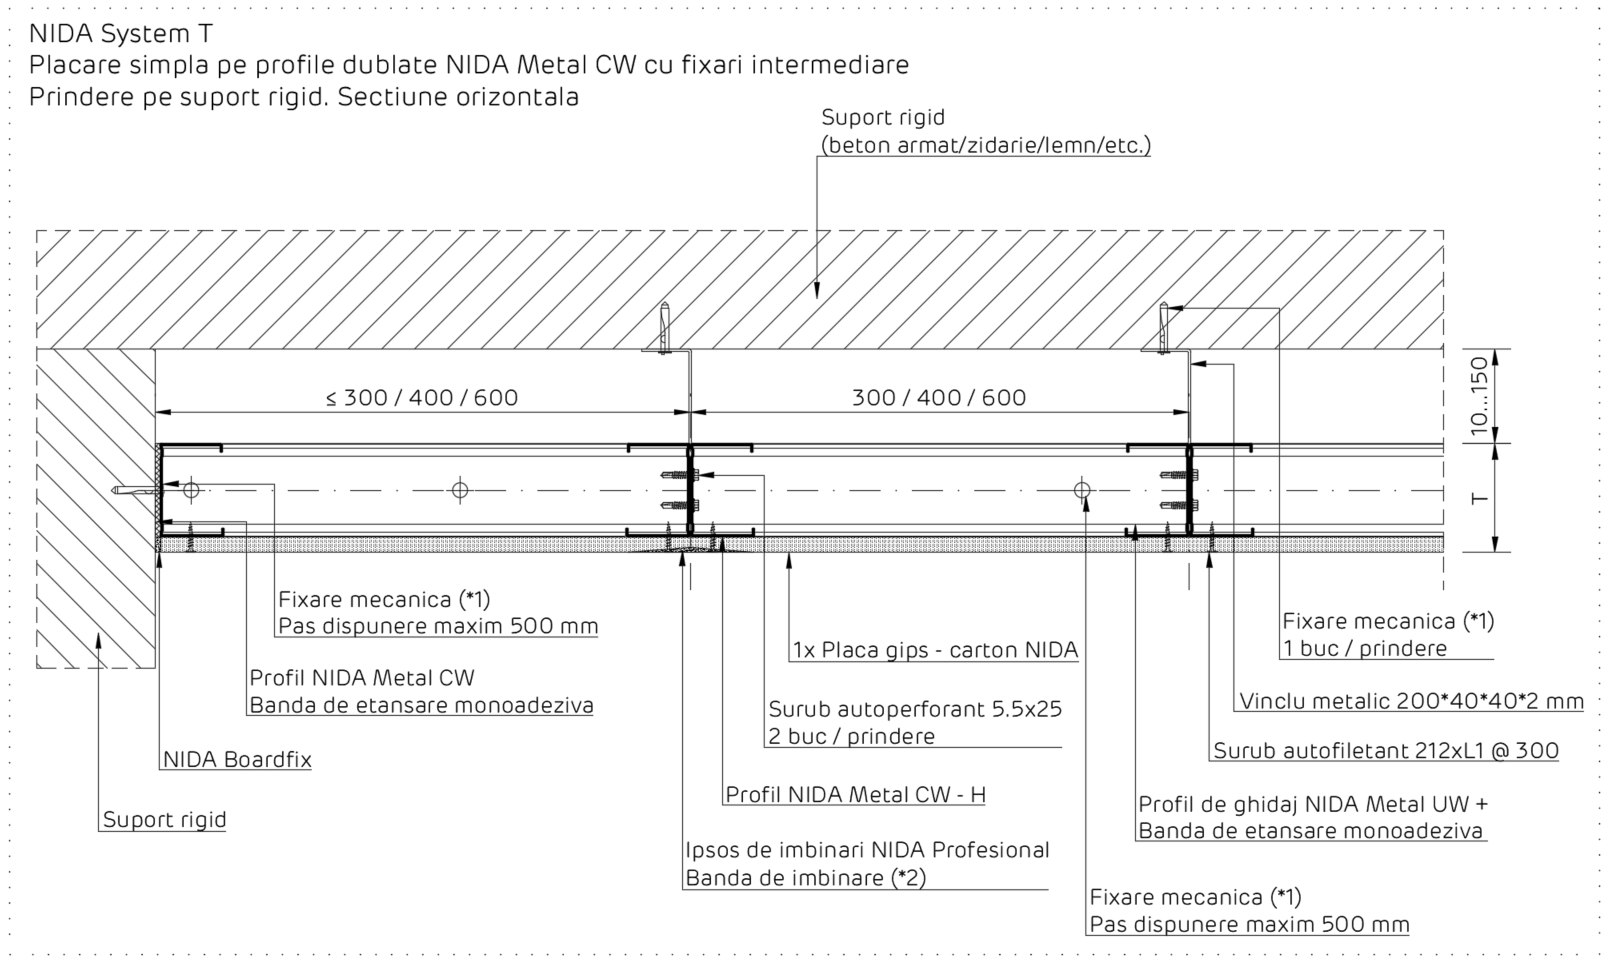 NIDA System T
Placare simpla pe profile dublate NIDA Metal CW cu fixari intermediare
Prindere pe suport rigid. Sectiune orizontala
Suport rigid
(beton armat/zidarie/lemn/etc.)
≤ 300 / 400 / 600
300 / 400 / 600
10...150
T
Fixare mecanica (*1)
Pas dispunere maxim 500 mm
Profil NIDA Metal CW
Banda de etansare monoadeziva
NIDA Boardfix
Suport rigid
1x Placa gips - carton NIDA
Surub autoperforant 5.5x25
2 buc / prindere
Profil NIDA Metal CW - H
Ipsos de imbinari NIDA Profesional
Banda de imbinare (*2)
Fixare mecanica (*1)
1 buc / prindere
Vinclu metalic 200*40*40*2 mm
Surub autofiletant 212xL1 @ 300
Profil de ghidaj NIDA Metal UW +
Banda de etansare monoadeziva
Fixare mecanica (*1)
Pas dispunere maxim 500 mm